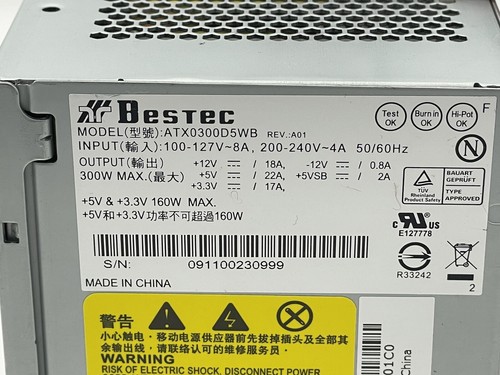 BESTEC
MODEL(型號):ATX0300D5WB REV.:A01
INPUT(輸入):100-127V~8A, 200-240V~4A 50/60Hz
OUTPUT(輸出) +12V / 18A, -12V / 0.8A
300W MAX.(最大) +5V / 22A, +5VSB / 2A
+3.3V / 17A,
+5V & +3.3V 160W MAX.
+5V和+3.3V功率不可超過160W
S/N: 091100230999
MADE IN CHINA
Test OK
Burn in OK
Hi-Pot OK
F
N
TÜV
Rheinland
Product Safety
BAUART
GEPRÜFT
TYPE
APPROVED
c RU US
E127778
R33242
2
警告
小心触电，移动电源供应器前先拔掉插头及全部其
余输出线，请联络认可的维修服务员。
WARNING
RISK OF ELECTRIC SHOCK, DISCONNECT POWER
01C0
China